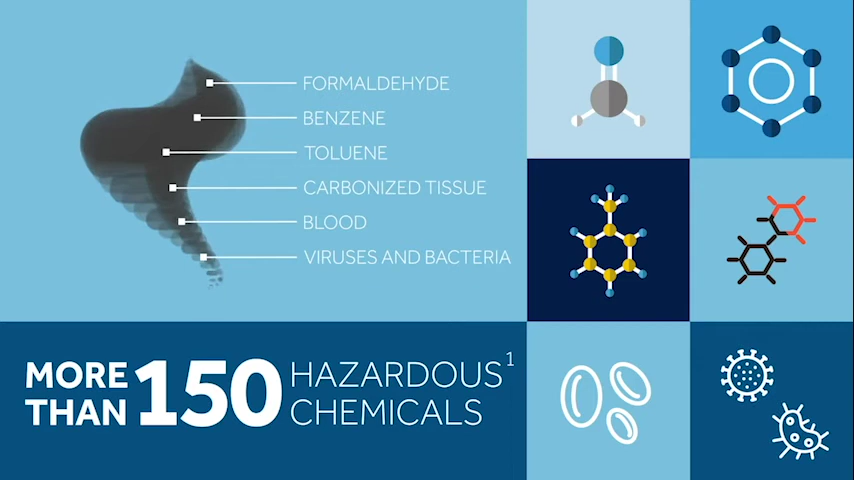 FORMALDEHYDE
BENZENE
TOLUENE
CARBONIZED TISSUE
BLOOD
VIRUSES AND BACTERIA
MORE THAN 150 HAZARDOUS¹ CHEMICALS